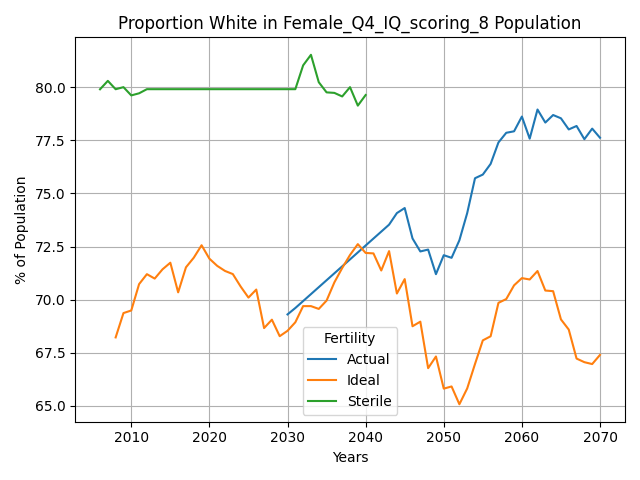 Proportion White in Female_Q4_IQ_scoring_8 Population
% of Population
80.0
77.5
75.0
72.5
70.0
67.5
65.0
Fertility
Actual
Ideal
Sterile
2010 2020 2030 2040 2050 2060 2070
Years